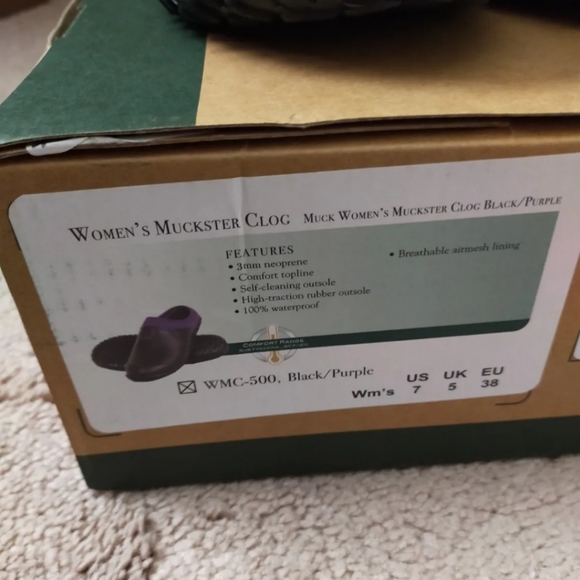 WOMEN'S MUCKSTER CLOG MUCK WOMEN'S MUCKSTER CLOG BLACK/PURPLE
FEATURES
• 3mm neoprene
• Comfort topline
• Self-cleaning outsole
• High-traction rubber outsole
• 100% waterproof
• Breathable airmesh lining
COMFORT RANGE
WMC-500, Black/Purple
Wm's US UK EU
7 5 38